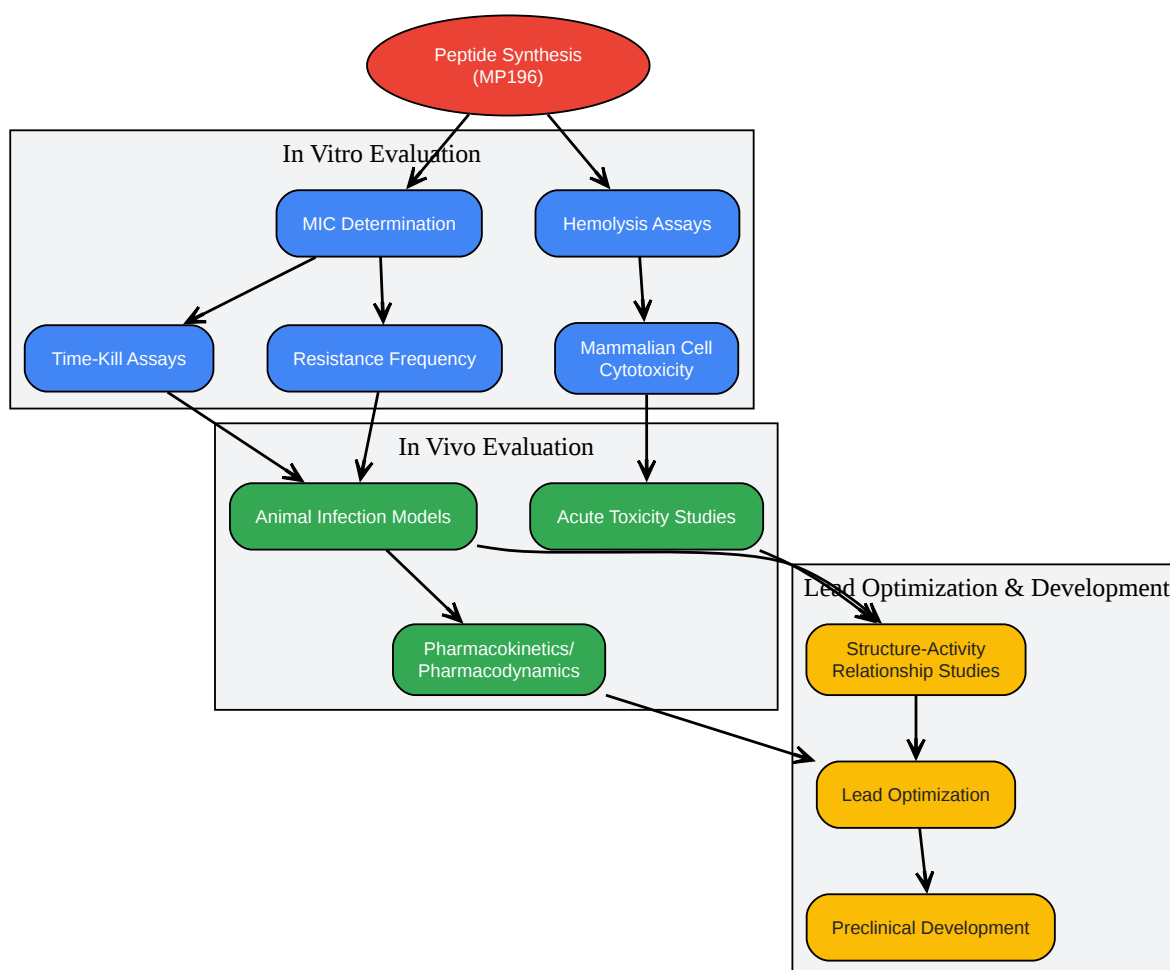 Peptide Synthesis
(MP196)
In Vitro Evaluation
MIC Determination
Hemolysis Assays
Time-Kill Assays
Resistance Frequency
Mammalian Cell
Cytotoxicity
In Vivo Evaluation
Animal Infection Models
Acute Toxicity Studies
Lead Optimization & Development
Pharmacokinetics/
Pharmacodynamics
Structure-Activity
Relationship Studies
Lead Optimization
Preclinical Development